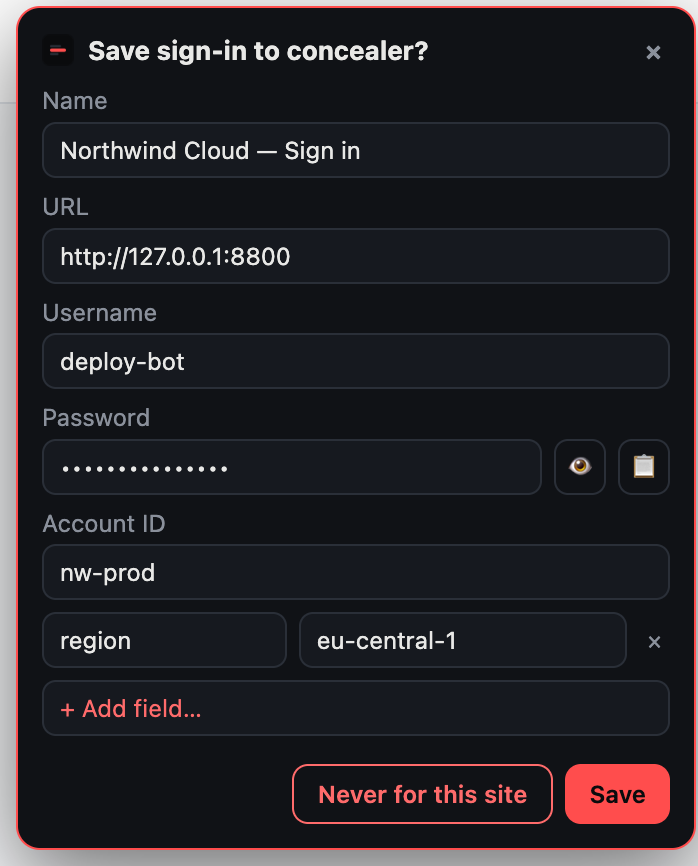 Save sign-in to concealer?
×
Name
Northwind Cloud — Sign in
URL
http://127.0.0.1:8800
Username
deploy-bot
Password
•••••••••••••••
Account ID
nw-prod
region eu-central-1 ×
+ Add field...
Never for this site Save